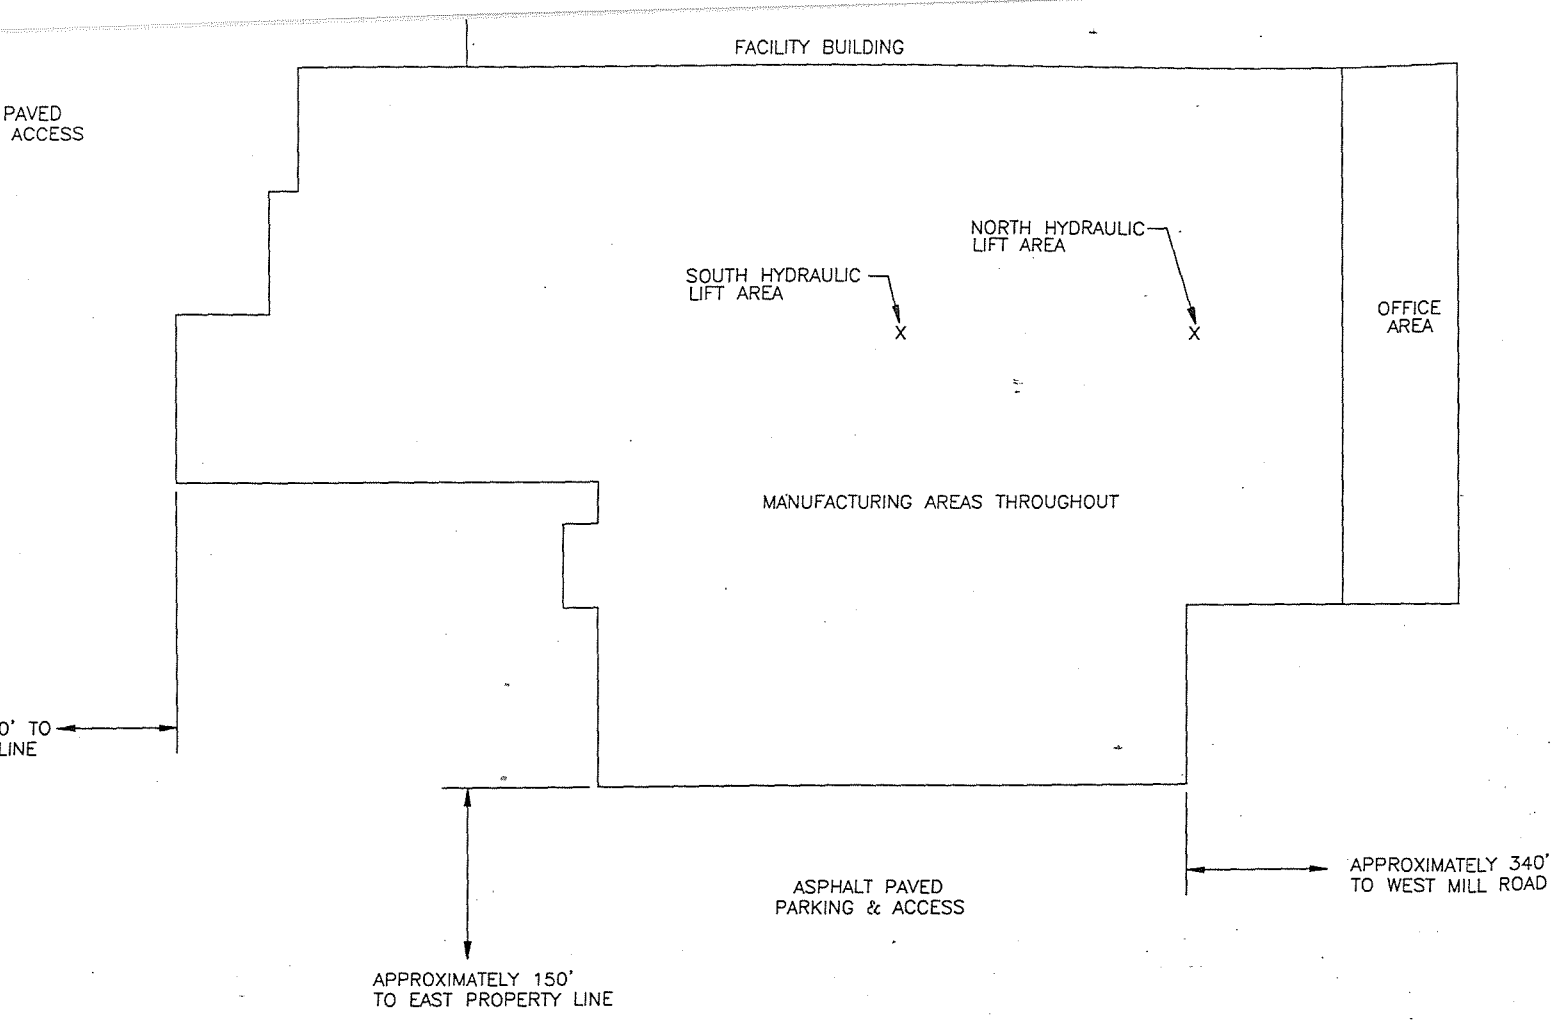 FACILITY BUILDING
PAVED
ACCESS
NORTH HYDRAULIC
LIFT AREA
SOUTH HYDRAULIC
LIFT AREA
X
X
OFFICE
AREA
MANUFACTURING AREAS THROUGHOUT
0' TO
LINE
APPROXIMATELY 340'
TO WEST MILL ROAD
ASPHALT PAVED
PARKING & ACCESS
APPROXIMATELY 150'
TO EAST PROPERTY LINE